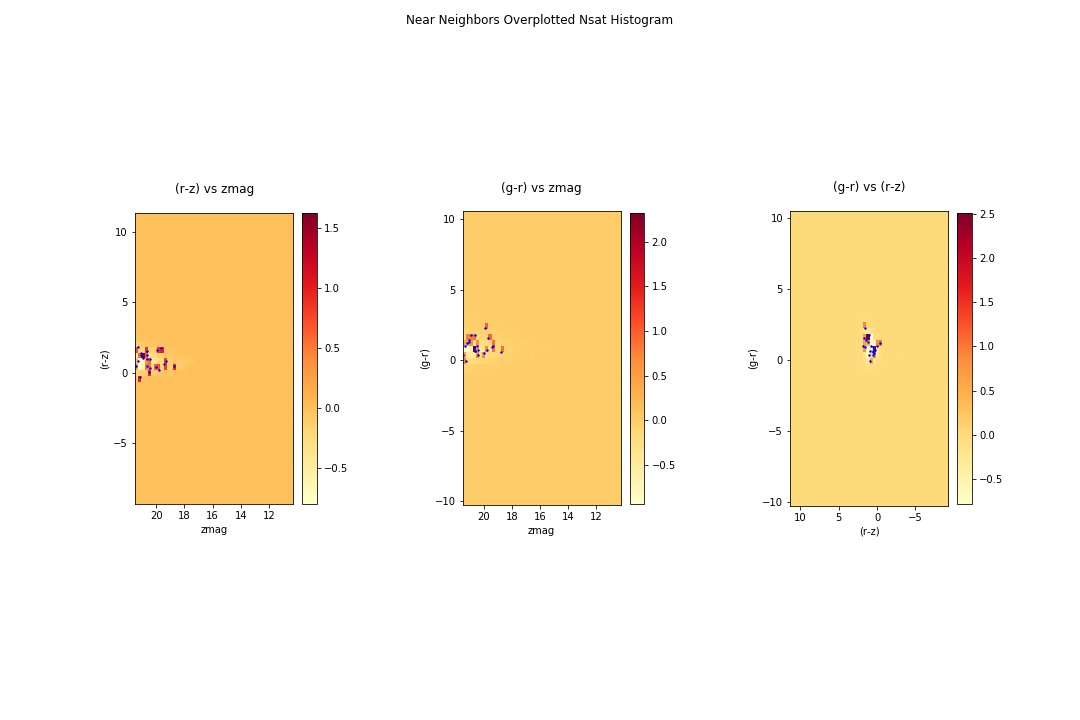 Near Neighbors Overplotted Nsat Histogram
(r-z) vs zmag
10
5
0
−5
(r-z)
20 18 16 14 12
zmag
1.5
1.0
0.5
0.0
−0.5
(g-r) vs zmag
10
5
0
−5
−10
(g-r)
20 18 16 14 12
zmag
2.0
1.5
1.0
0.5
0.0
−0.5
(g-r) vs (r-z)
10
5
0
−5
−10
(g-r)
10 5 0 −5
(r-z)
2.5
2.0
1.5
1.0
0.5
0.0
−0.5